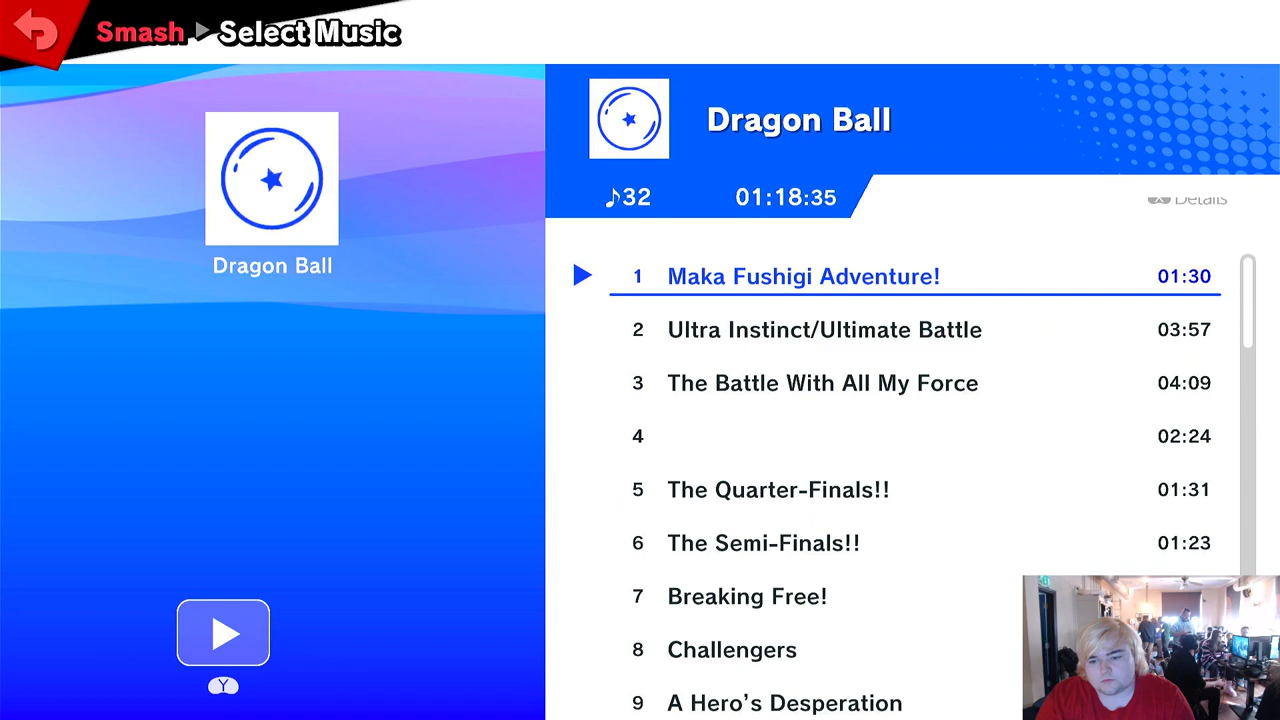 Smash ▶ Select Music
Dragon Ball
Dragon Ball
♪32 01:18:35
X Details
1 Maka Fushigi Adventure! 01:30
2 Ultra Instinct/Ultimate Battle 03:57
3 The Battle With All My Force 04:09
4 02:24
5 The Quarter-Finals!! 01:31
6 The Semi-Finals!! 01:23
7 Breaking Free!
8 Challengers
9 A Hero's Desperation
Y